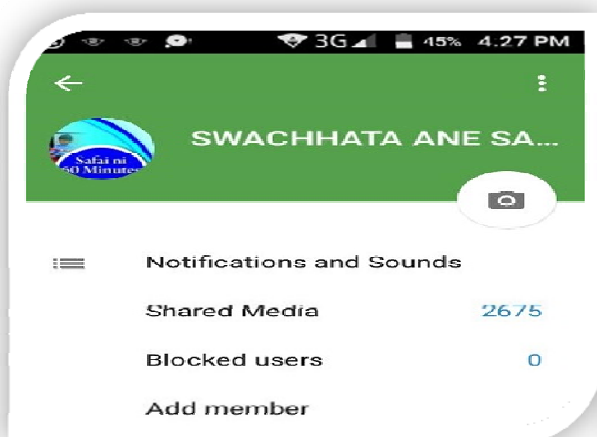 3G 45% 4:27 PM
SWACHHATA ANE SA...
Safai ni
60 Minutes
Notifications and Sounds
Shared Media 2675
Blocked users 0
Add member